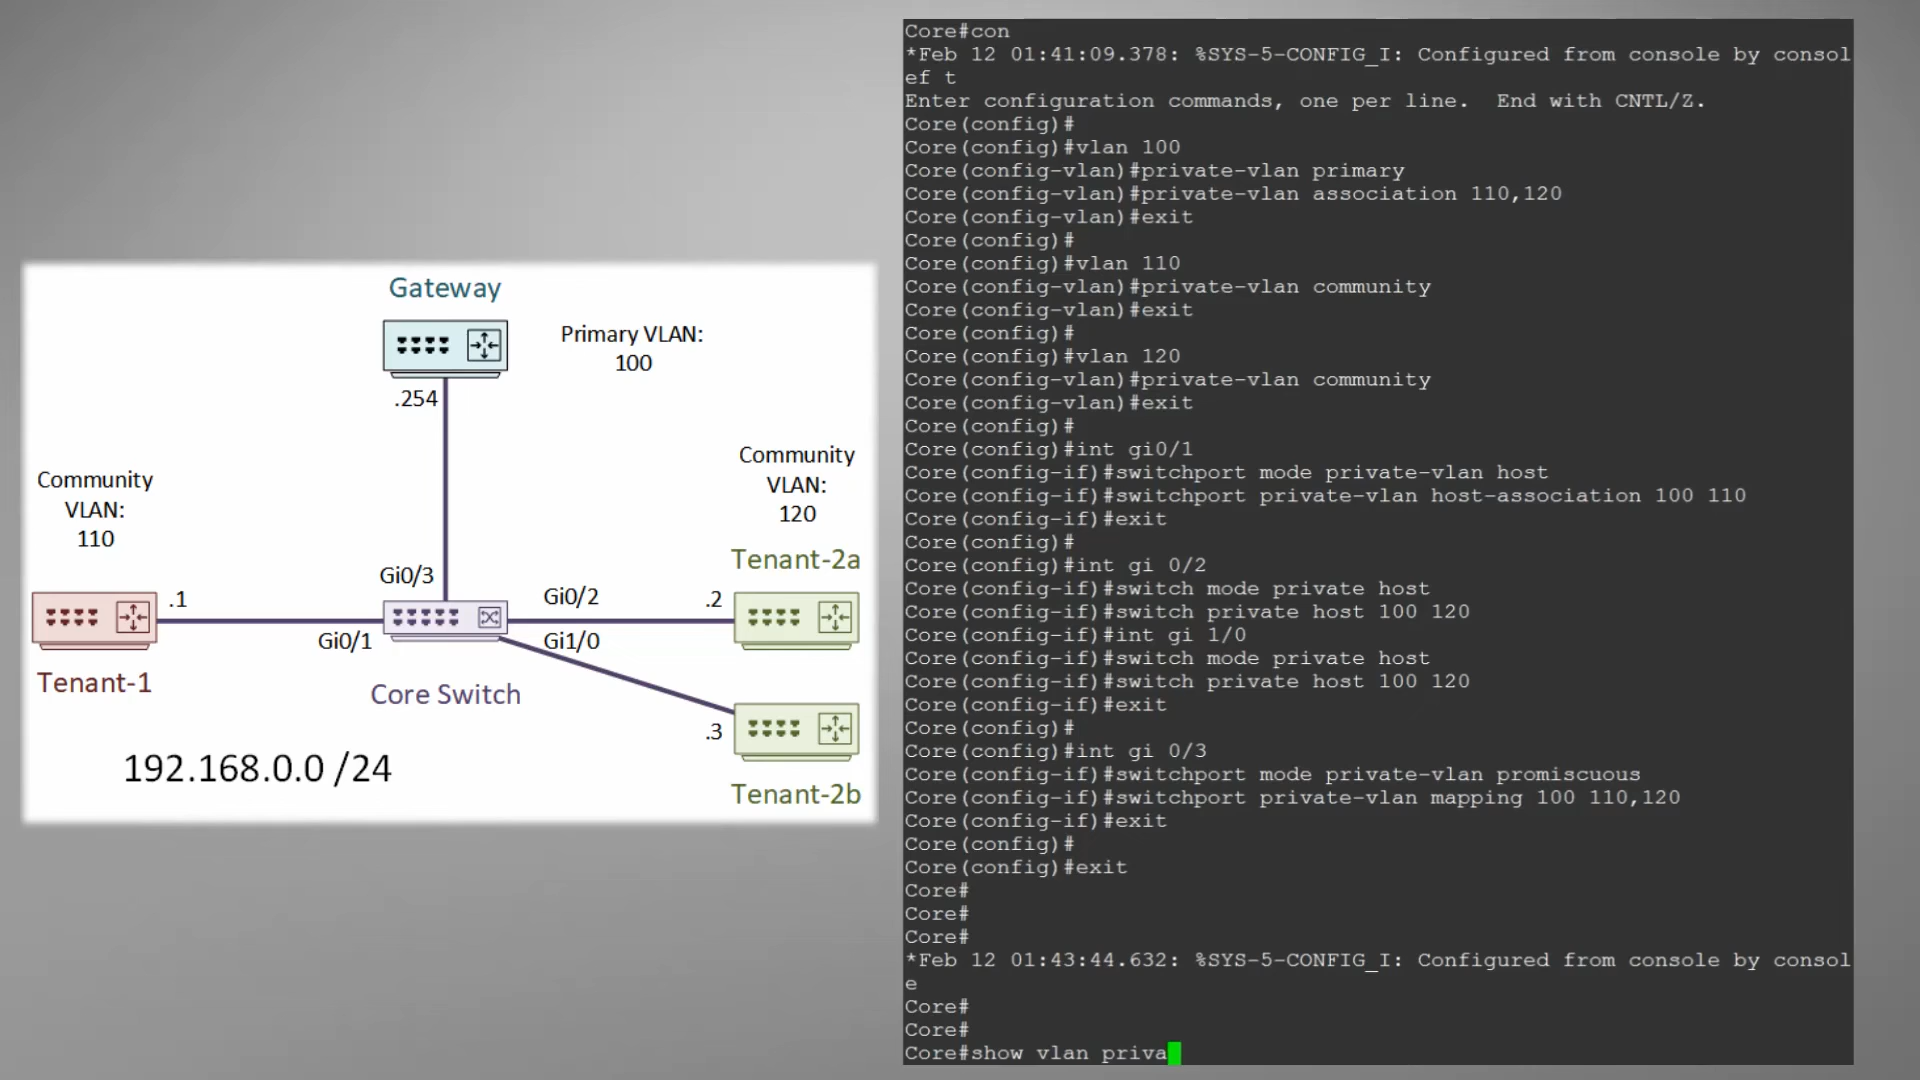 Gateway
Primary VLAN:
100
.254
Community
VLAN:
110
Community
VLAN:
120
Tenant-2a
Gi0/3
.1
Gi0/2
.2
Gi0/1
Gi1/0
Tenant-1
Core Switch
.3
192.168.0.0 /24
Tenant-2b
Core#con
*Feb 12 01:41:09.378: %SYS-5-CONFIG_I: Configured from console by consol
ef t
Enter configuration commands, one per line.  End with CNTL/Z.
Core(config)#
Core(config)#vlan 100
Core(config-vlan)#private-vlan primary
Core(config-vlan)#private-vlan association 110,120
Core(config-vlan)#exit
Core(config)#
Core(config)#vlan 110
Core(config-vlan)#private-vlan community
Core(config-vlan)#exit
Core(config)#
Core(config)#vlan 120
Core(config-vlan)#private-vlan community
Core(config-vlan)#exit
Core(config)#
Core(config)#int gi0/1
Core(config-if)#switchport mode private-vlan host
Core(config-if)#switchport private-vlan host-association 100 110
Core(config-if)#exit
Core(config)#
Core(config)#int gi 0/2
Core(config-if)#switch mode private host
Core(config-if)#switch private host 100 120
Core(config-if)#int gi 1/0
Core(config-if)#switch mode private host
Core(config-if)#switch private host 100 120
Core(config-if)#exit
Core(config)#
Core(config)#int gi 0/3
Core(config-if)#switchport mode private-vlan promiscuous
Core(config-if)#switchport private-vlan mapping 100 110,120
Core(config-if)#exit
Core(config)#
Core(config)#exit
Core#
Core#
Core#
*Feb 12 01:43:44.632: %SYS-5-CONFIG_I: Configured from console by consol
e
Core#
Core#
Core#show vlan priva